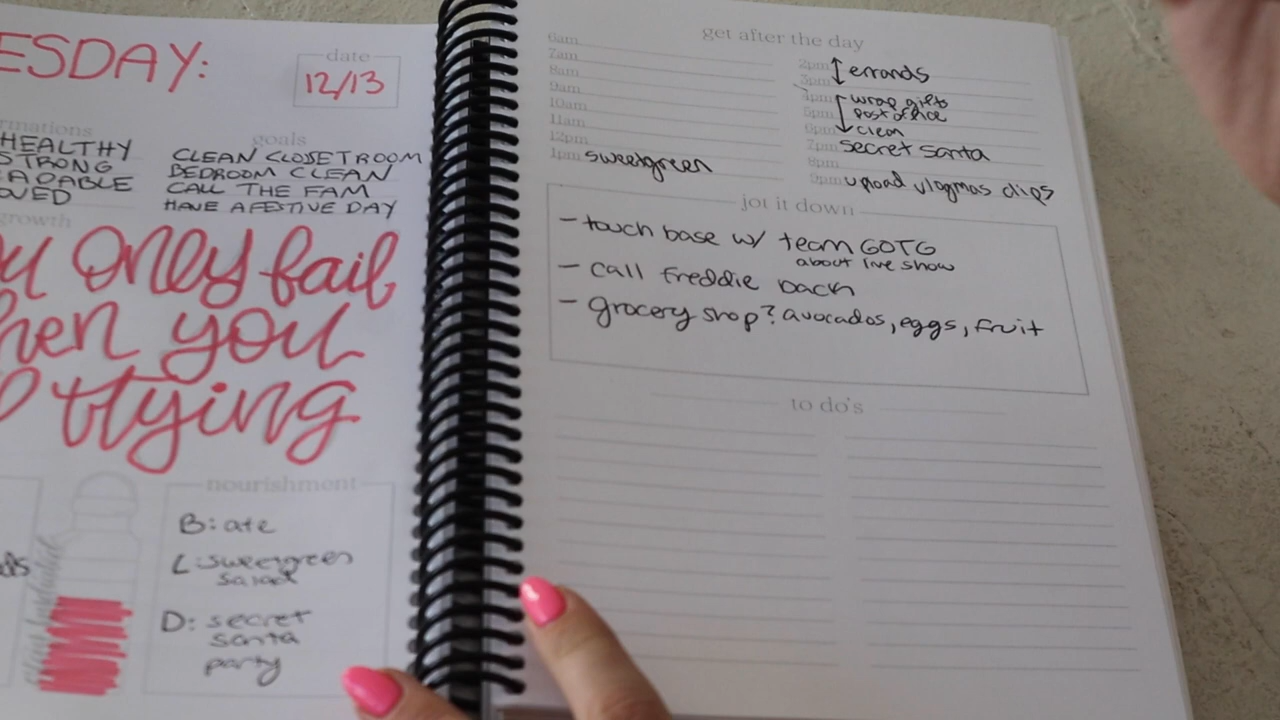 ESDAY:
date
12/13
rmations
HEALTHY
STRONG
OVED
goals
CLEAN CLOSET ROOM
BEDROOM CLEAN
CALL THE FAM
HAVE A FESTIVE DAY
growth
u only fail
hen you
trying
nourishment
B: ate
L: sweetgreen
salad
D: secret
santa
party
get after the day
6am
7am
8am
9am
10am
11am
12pm
1pm sweetgreen
2pm errands
3pm
4pm wrap gifts
5pm post office
6pm clean
7pm secret santa
8pm
9pm upload vlogmas clips
jot it down
- touch base w/ team GOTG
about live show
- call freddie back
- grocery shop? avocados, eggs, fruit
to do's